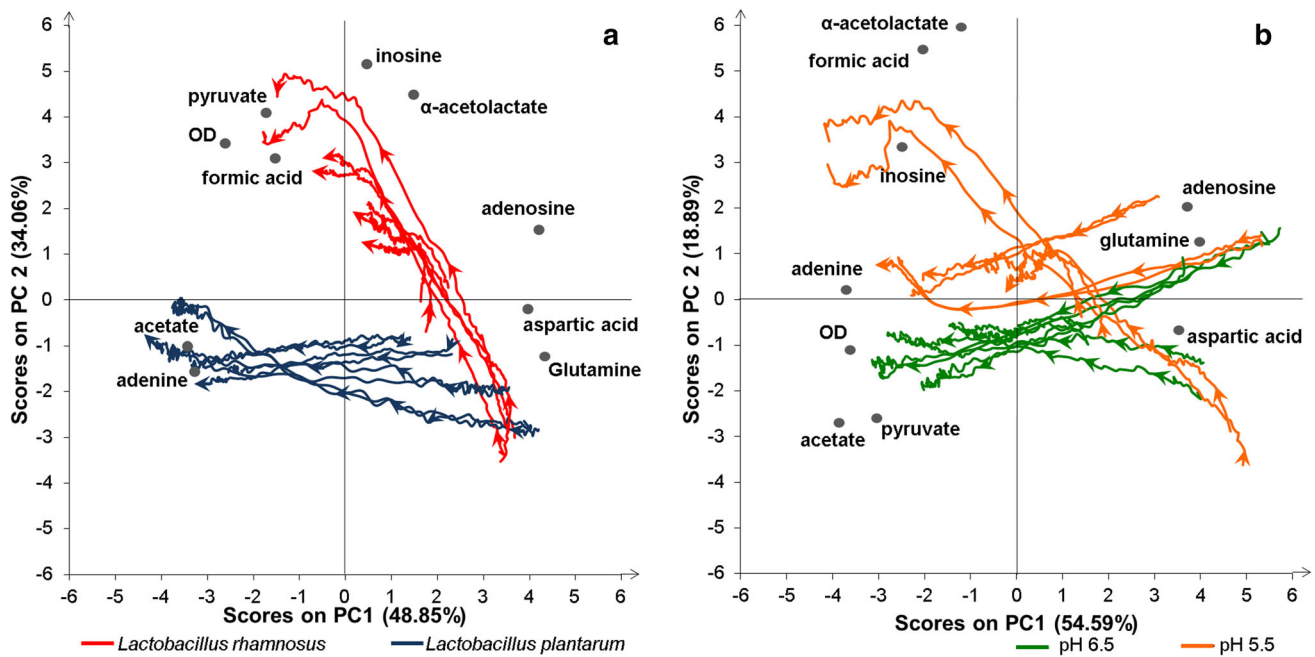 a
6
5
4
3
2
1
0
-1
-2
-3
-4
-5
-6
Scores on PC 2 (34.06%)
inosine
pyruvate
α-acetolactate
OD
formic acid
adenosine
aspartic acid
acetate
Glutamine
adenine
-6 -5 -4 -3 -2 -1 0 1 2 3 4 5 6
Scores on PC1 (48.85%)
Lactobacillus rhamnosus
Lactobacillus plantarum
b
6
5
4
3
2
1
0
-1
-2
-3
-4
-5
-6
Scores on PC 2 (18.89%)
α-acetolactate
formic acid
inosine
adenosine
glutamine
adenine
OD
aspartic acid
acetate
pyruvate
-6 -5 -4 -3 -2 -1 0 1 2 3 4 5 6
Scores on PC1 (54.59%)
pH 6.5
pH 5.5